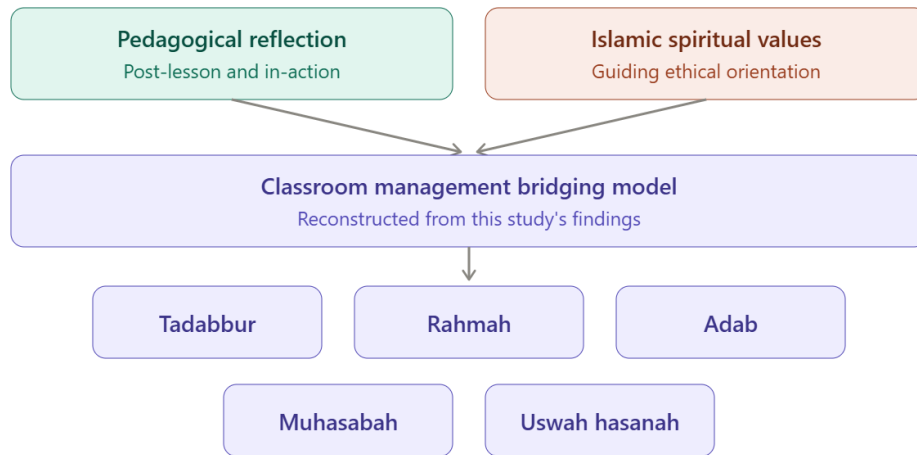 Pedagogical reflection
Post-lesson and in-action
Islamic spiritual values
Guiding ethical orientation
Classroom management bridging model
Reconstructed from this study's findings
Tadabbur
Rahmah
Adab
Muhasabah
Uswah hasanah